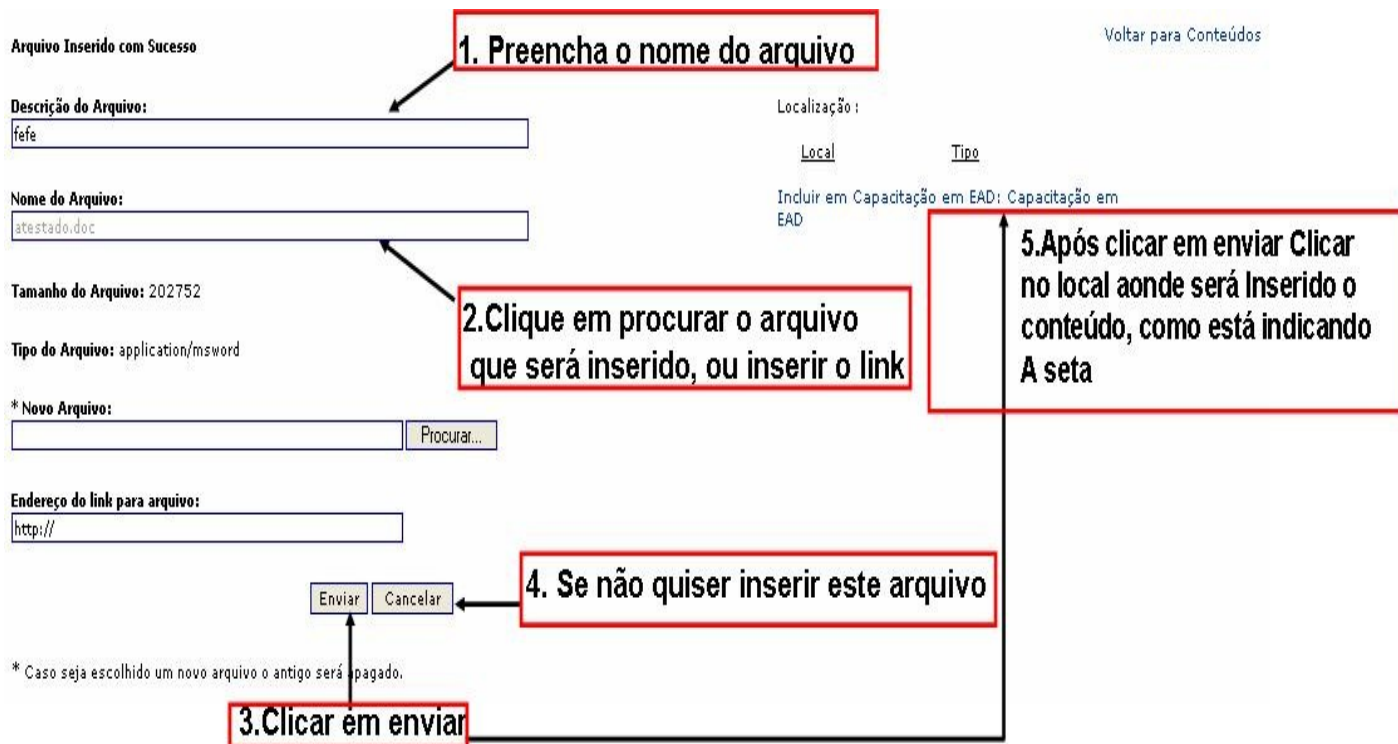 Arquivo Inserido com Sucesso
1. Preencha o nome do arquivo
Voltar para Conteúdos
Descrição do Arquivo:
fefe
Localização :
Local Tipo
Nome do Arquivo:
atestado.doc
Incluir em Capacitação em EAD: Capacitação em
EAD
Tamanho do Arquivo: 202752
2.Clique em procurar o arquivo
que será inserido, ou inserir o link
5.Após clicar em enviar Clicar
no local aonde será Inserido o
conteúdo, como está indicando
A seta
Tipo do Arquivo: application/msword
* Novo Arquivo:
Procurar...
Endereço do link para arquivo:
http://
Enviar Cancelar
4. Se não quiser inserir este arquivo
* Caso seja escolhido um novo arquivo o antigo será apagado.
3.Clicar em enviar